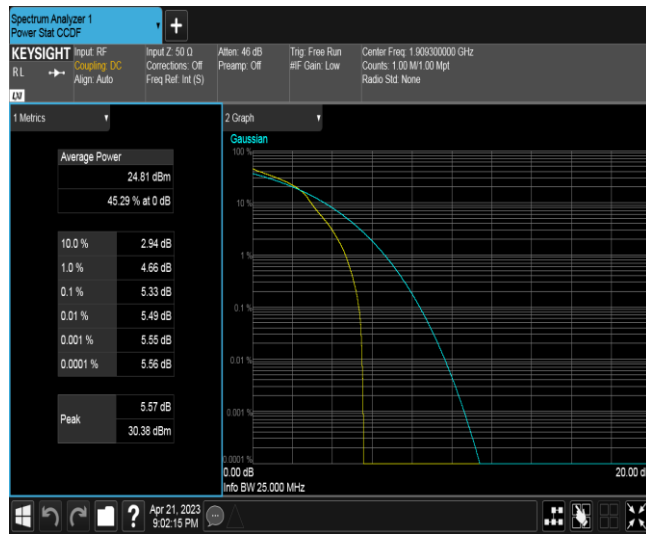 Spectrum Analyzer 1
Power Stat CCDF
KEYSIGHT
RL
LXI
Input: RF
Coupling: DC
Align: Auto
Input Z: 50 Ω
Corrections: Off
Freq Ref: Int (S)
Atten: 46 dB
Preamp: Off
Trig: Free Run
#IF Gain: Low
Center Freq: 1.909300000 GHz
Counts: 1.00 M/1.00 Mpt
Radio Std: None
1 Metrics
Average Power
24.81 dBm
45.29 % at 0 dB
10.0 % 2.94 dB
1.0 % 4.66 dB
0.1 % 5.33 dB
0.01 % 5.49 dB
0.001 % 5.55 dB
0.0001 % 5.56 dB
Peak
5.57 dB
30.38 dBm
2 Graph
Gaussian
100 %
10 %
1 %
0.1 %
0.01 %
0.001 %
0.0001 %
0.00 dB
20.00 d
Info BW 25.000 MHz
Apr 21, 2023
9:02:15 PM